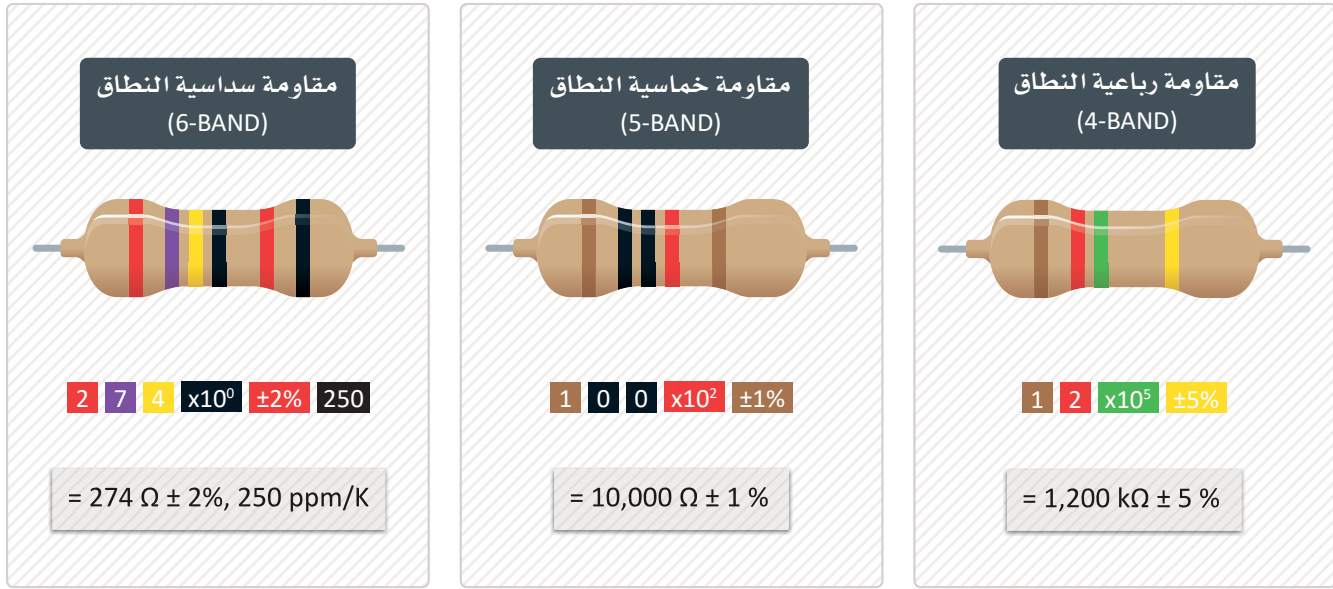 مقاومة رباعية النطاق
(4-BAND)
1 2 x10⁵ ±5%
= 1,200 kΩ ± 5 %
مقاومة خماسية النطاق
(5-BAND)
1 0 0 x10² ±1%
= 10,000 Ω ± 1 %
مقاومة سداسية النطاق
(6-BAND)
2 7 4 x10⁰ ±2% 250
= 274 Ω ± 2%, 250 ppm/K